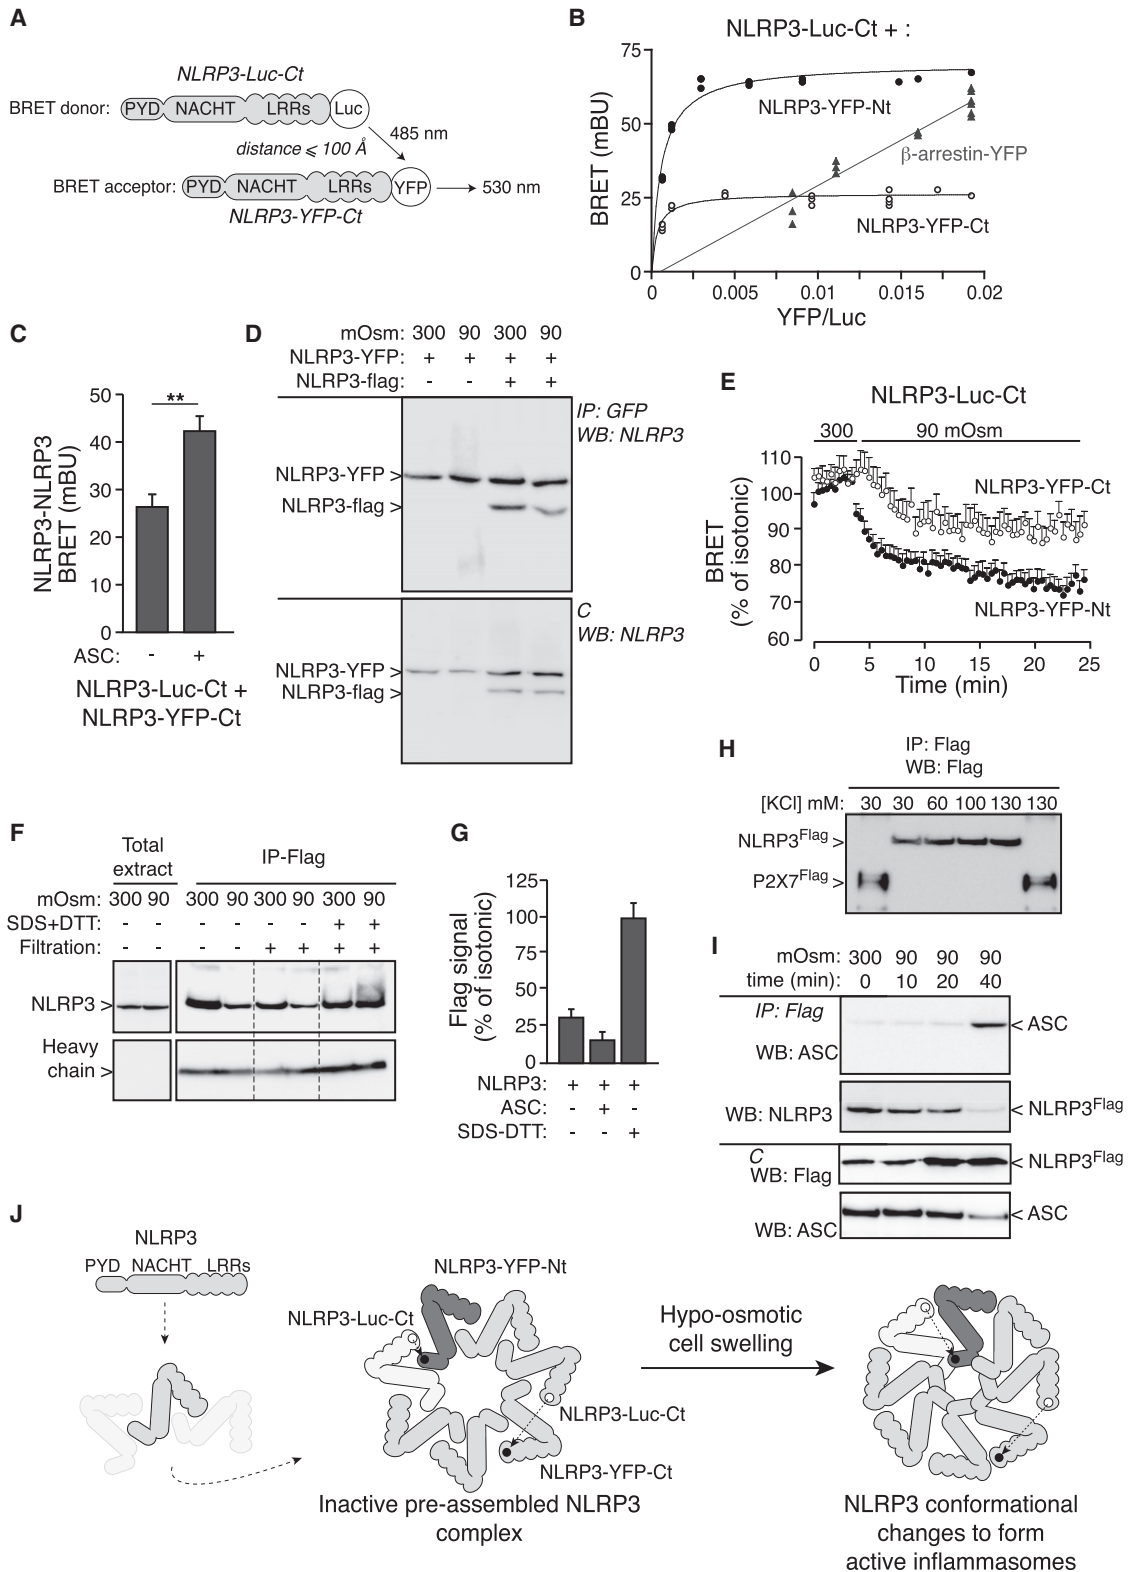 A
NLRP3-Luc-Ct
BRET donor: PYD NACHT LRRs Luc
485 nm
distance ⩽ 100 Å
BRET acceptor: PYD NACHT LRRs YFP 530 nm
NLRP3-YFP-Ct
B
NLRP3-Luc-Ct + :
BRET (mBU)
75
50
25
0
NLRP3-YFP-Nt
β-arrestin-YFP
NLRP3-YFP-Ct
0 0.005 0.01 0.015 0.02
YFP/Luc
C
NLRP3-NLRP3
BRET (mBU)
50
40
30
20
10
0
**
ASC: - +
NLRP3-Luc-Ct +
NLRP3-YFP-Ct
D
mOsm: 300 90 300 90
NLRP3-YFP: + + + +
NLRP3-flag: - - + +
IP: GFP
WB: NLRP3
NLRP3-YFP >
NLRP3-flag >
C
WB: NLRP3
NLRP3-YFP >
NLRP3-flag >
E
NLRP3-Luc-Ct
300 90 mOsm
BRET
(% of isotonic)
110
100
90
80
70
60
NLRP3-YFP-Ct
NLRP3-YFP-Nt
0 5 10 15 20 25
Time (min)
F
Total
extract
IP-Flag
mOsm: 300 90 300 90 300 90 300 90
SDS+DTT: - - - - - - + +
Filtration: - - - - + + + +
NLRP3 >
Heavy
chain >
G
Flag signal
(% of isotonic)
125
100
75
50
25
0
NLRP3: + + +
ASC: - + -
SDS-DTT: - - +
H
IP: Flag
WB: Flag
[KCl] mM: 30 30 60 100 130 130
NLRP3Flag >
P2X7Flag >
I
mOsm: 300 90 90 90
time (min): 0 10 20 40
IP: Flag
WB: ASC
< ASC
WB: NLRP3
< NLRP3Flag
C
WB: Flag
< NLRP3Flag
WB: ASC
< ASC
J
NLRP3
PYD NACHT LRRs
NLRP3-YFP-Nt
NLRP3-Luc-Ct
NLRP3-Luc-Ct
NLRP3-YFP-Ct
Inactive pre-assembled NLRP3
complex
Hypo-osmotic
cell swelling
NLRP3 conformational
changes to form
active inflammasomes